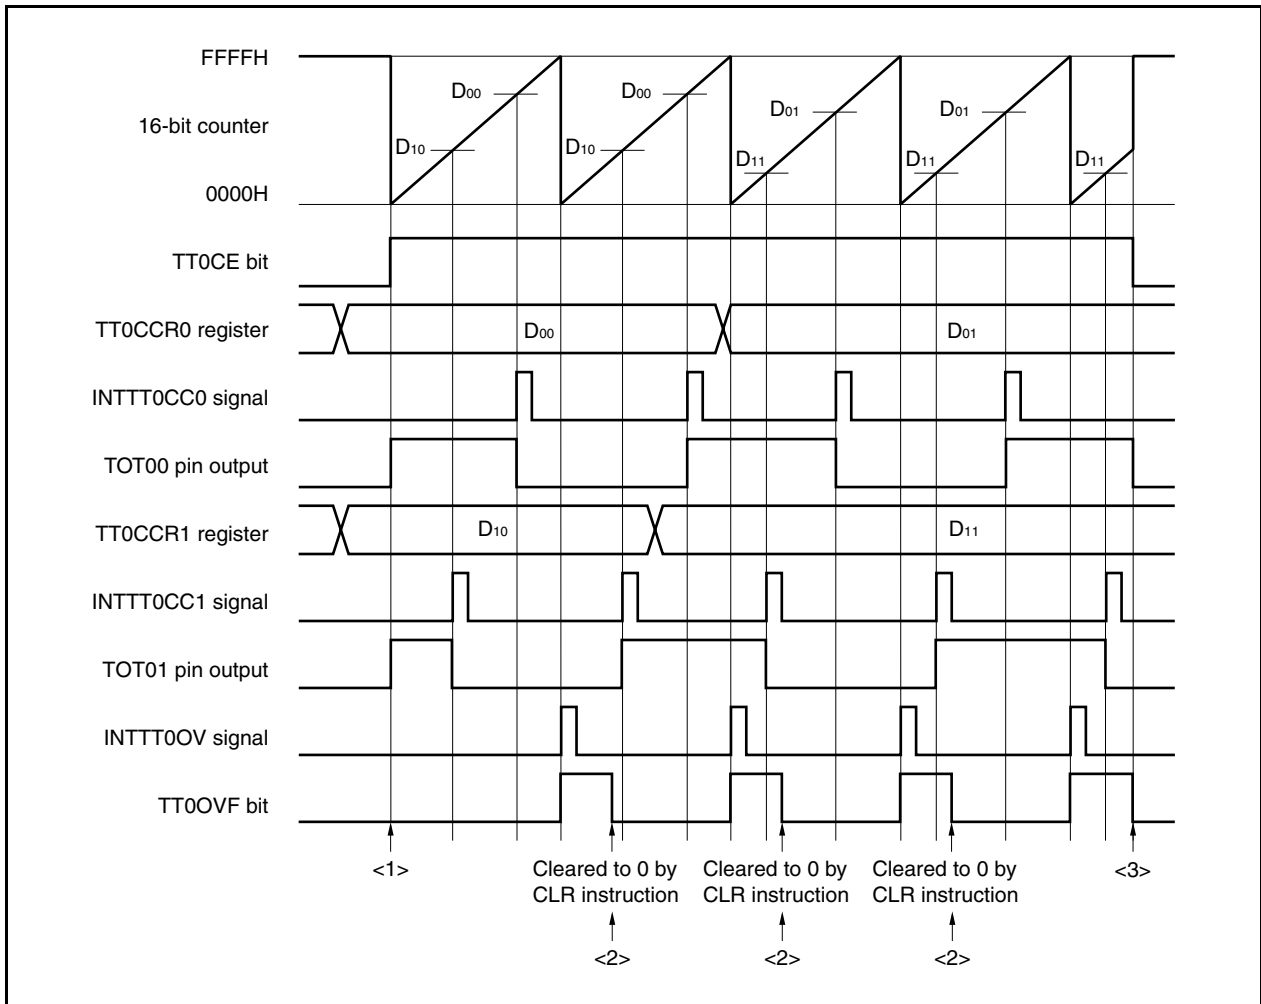 FFFFH
D00
D00
D01
D01
16-bit counter
D10
D10
D11
D11
D11
0000H
TT0CE bit
TT0CCR0 register
D00
D01
INTTT0CC0 signal
TOT00 pin output
TT0CCR1 register
D10
D11
INTTT0CC1 signal
TOT01 pin output
INTTT0OV signal
TT0OVF bit
<1>
Cleared to 0 by
CLR instruction
Cleared to 0 by
CLR instruction
Cleared to 0 by
CLR instruction
<3>
<2>
<2>
<2>